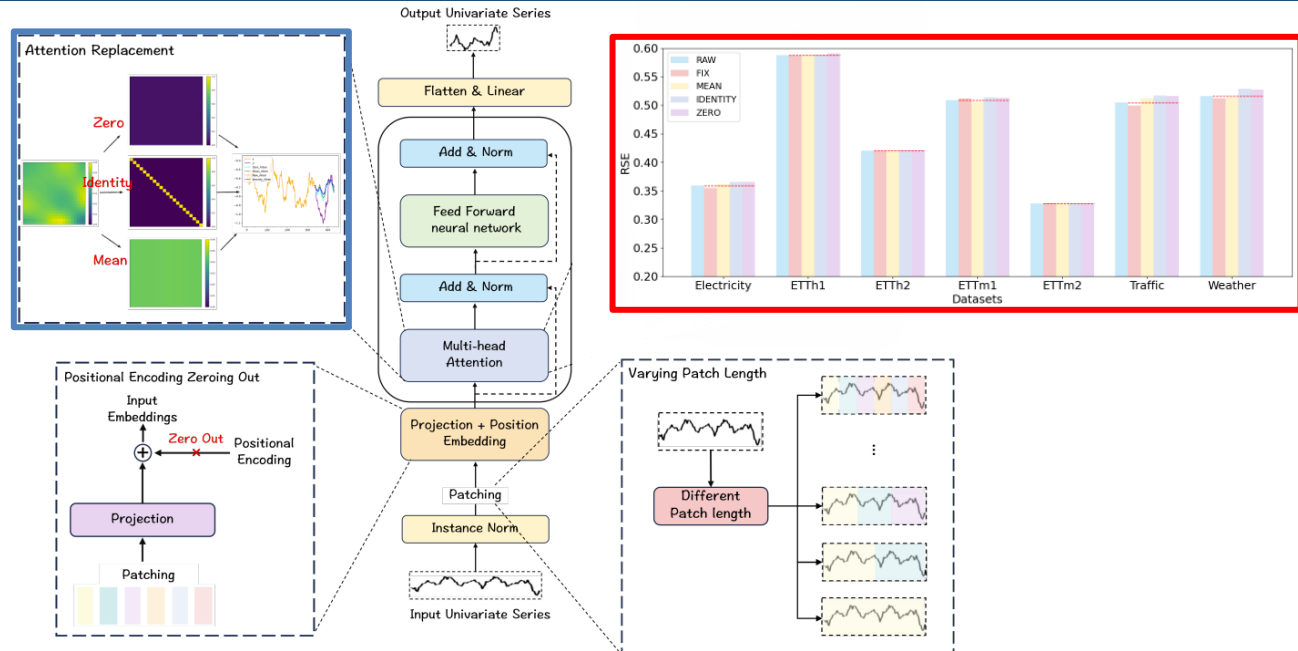 Output Univariate Series
Flatten & Linear
Add & Norm
Feed Forward
neural network
Add & Norm
Multi-head
Attention
Projection + Position
Embedding
Patching
Instance Norm
Input Univariate Series
Attention Replacement
Zero
Identity
Mean
Positional Encoding Zeroing Out
Input
Embeddings
Zero Out
Positional
Encoding
Projection
Patching
RSE
0.60
0.55
0.50
0.45
0.40
0.35
0.30
0.25
0.20
RAW
FIX
MEAN
IDENTITY
ZERO
Electricity ETTh1 ETTh2 ETTm1 ETTm2 Traffic Weather
Datasets
Varying Patch Length
Different
Patch length
...